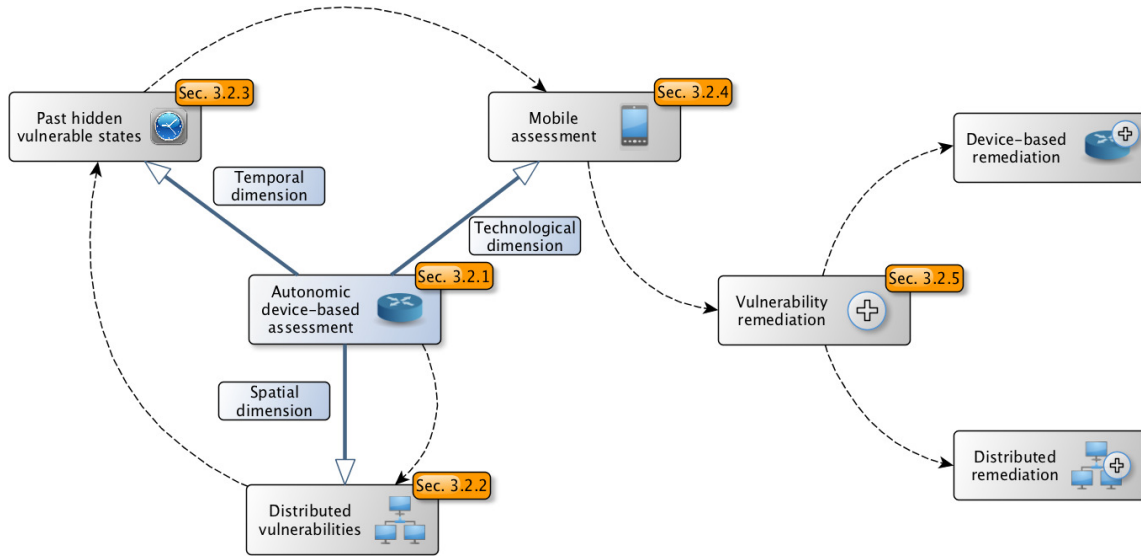 Sec. 3.2.3
Past hidden
vulnerable states
Sec. 3.2.4
Mobile
assessment
Device-based
remediation
Temporal
dimension
Technological
dimension
Sec. 3.2.1
Autonomic
device-based
assessment
Sec. 3.2.5
Vulnerability
remediation
Spatial
dimension
Sec. 3.2.2
Distributed
vulnerabilities
Distributed
remediation